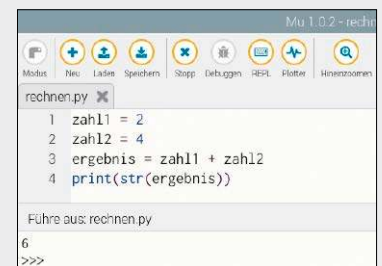 Mu 1.0.2 - rechn
Modus Neu Laden Speichern Stopp Debuggen REPL Plotter Hineinzoomen
rechnen.py
1 zahl1 = 2
2 zahl2 = 4
3 ergebnis = zahl1 + zahl2
4 print(str(ergebnis))
Führe aus: rechnen.py
6
>>>